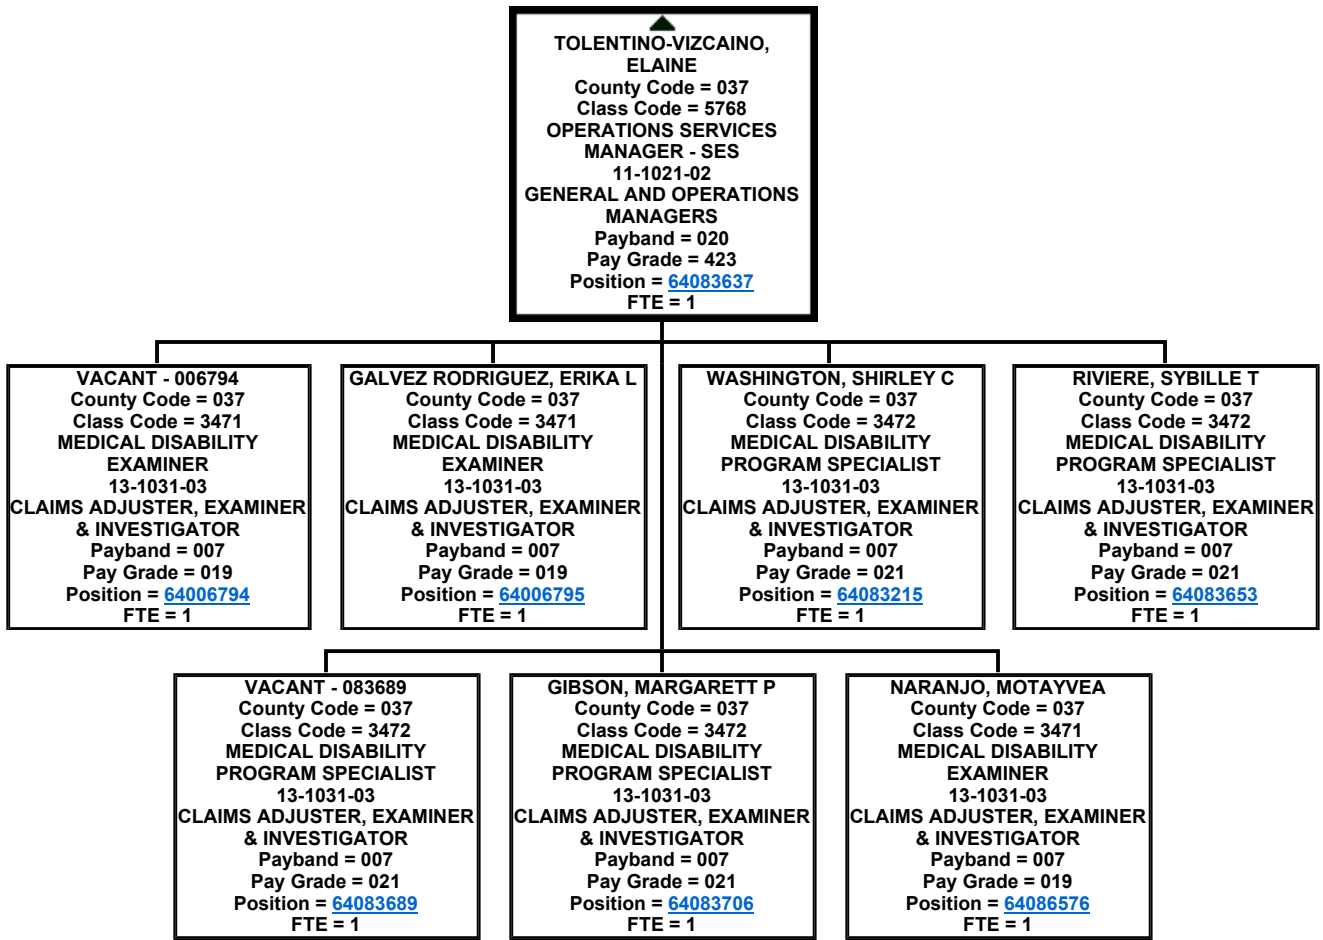 TOLENTINO-VIZCAINO,
ELAINE
County Code = 037
Class Code = 5768
OPERATIONS SERVICES
MANAGER - SES
11-1021-02
GENERAL AND OPERATIONS
MANAGERS
Payband = 020
Pay Grade = 423
Position = 64083637
FTE = 1
VACANT - 006794
County Code = 037
Class Code = 3471
MEDICAL DISABILITY
EXAMINER
13-1031-03
CLAIMS ADJUSTER, EXAMINER
& INVESTIGATOR
Payband = 007
Pay Grade = 019
Position = 64006794
FTE = 1
GALVEZ RODRIGUEZ, ERIKA L
County Code = 037
Class Code = 3471
MEDICAL DISABILITY
EXAMINER
13-1031-03
CLAIMS ADJUSTER, EXAMINER
& INVESTIGATOR
Payband = 007
Pay Grade = 019
Position = 64006795
FTE = 1
WASHINGTON, SHIRLEY C
County Code = 037
Class Code = 3472
MEDICAL DISABILITY
PROGRAM SPECIALIST
13-1031-03
CLAIMS ADJUSTER, EXAMINER
& INVESTIGATOR
Payband = 007
Pay Grade = 021
Position = 64083215
FTE = 1
RIVIERE, SYBILLE T
County Code = 037
Class Code = 3472
MEDICAL DISABILITY
PROGRAM SPECIALIST
13-1031-03
CLAIMS ADJUSTER, EXAMINER
& INVESTIGATOR
Payband = 007
Pay Grade = 021
Position = 64083653
FTE = 1
VACANT - 083689
County Code = 037
Class Code = 3472
MEDICAL DISABILITY
PROGRAM SPECIALIST
13-1031-03
CLAIMS ADJUSTER, EXAMINER
& INVESTIGATOR
Payband = 007
Pay Grade = 021
Position = 64083689
FTE = 1
GIBSON, MARGARETT P
County Code = 037
Class Code = 3472
MEDICAL DISABILITY
PROGRAM SPECIALIST
13-1031-03
CLAIMS ADJUSTER, EXAMINER
& INVESTIGATOR
Payband = 007
Pay Grade = 021
Position = 64083706
FTE = 1
NARANJO, MOTAYVEA
County Code = 037
Class Code = 3471
MEDICAL DISABILITY
EXAMINER
13-1031-03
CLAIMS ADJUSTER, EXAMINER
& INVESTIGATOR
Payband = 007
Pay Grade = 019
Position = 64086576
FTE = 1